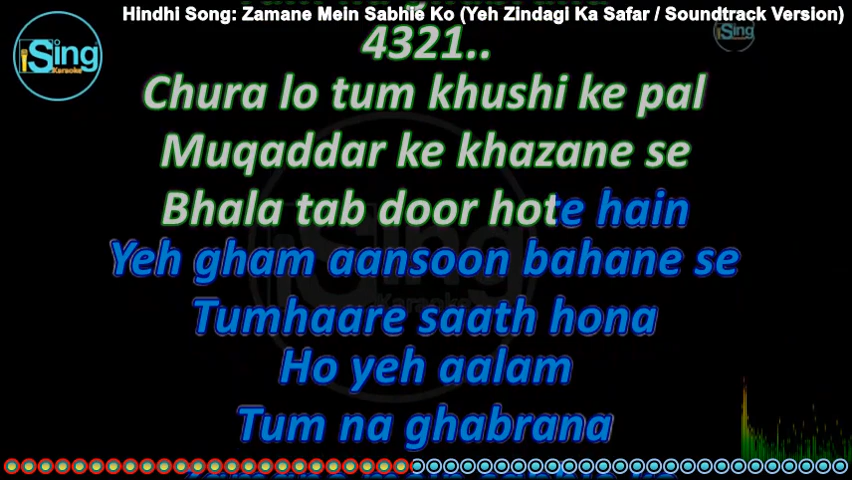 Hindhi Song: Zamane Mein Sabhie Ko (Yeh Zindagi Ka Safar / Soundtrack Version)
iSing
Karaoke
4321..
Chura lo tum khushi ke pal
Muqaddar ke khazane se
Bhala tab door hote hain
Yeh gham aansoon bahane se
Tumhaare saath hona
Ho yeh aalam
Tum na ghabrana